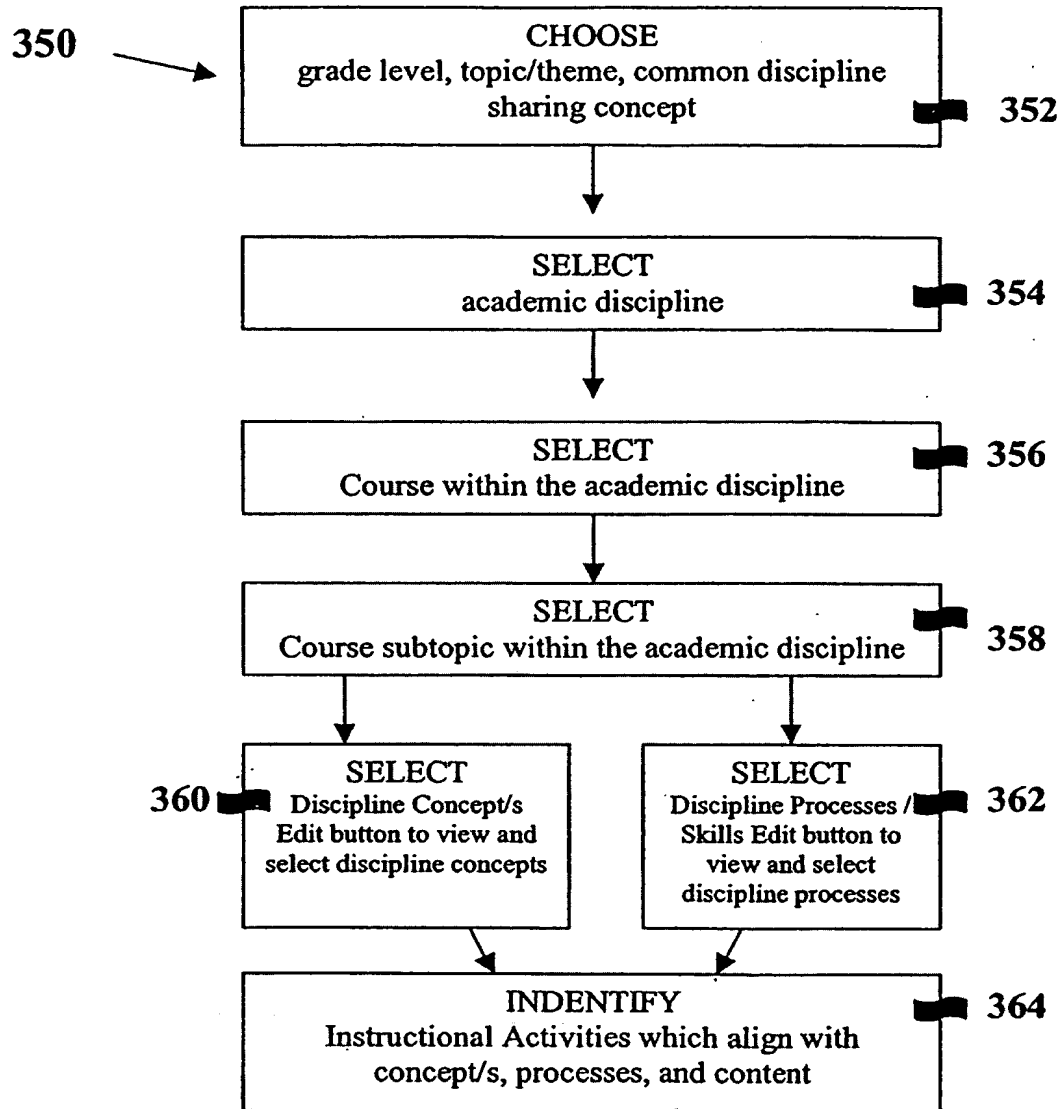 350
CHOOSE
grade level, topic/theme, common discipline
sharing concept
352
SELECT
academic discipline
354
SELECT
Course within the academic discipline
356
SELECT
Course subtopic within the academic discipline
358
360
SELECT
Discipline Concept/s
Edit button to view and
select discipline concepts
SELECT
Discipline Processes /
Skills Edit button to
view and select
discipline processes
362
INDENTIFY
Instructional Activities which align with
concept/s, processes, and content
364